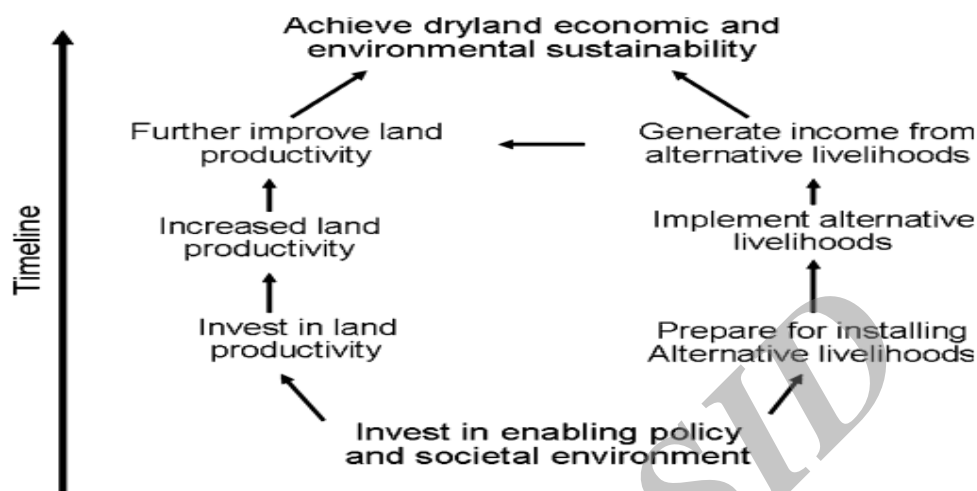 Achieve dryland economic and
environmental sustainability
Further improve land
productivity
Generate income from
alternative livelihoods
Increased land
productivity
Implement alternative
livelihoods
Invest in land
productivity
Prepare for installing
Alternative livelihoods
Invest in enabling policy
and societal environment
Timeline
SID